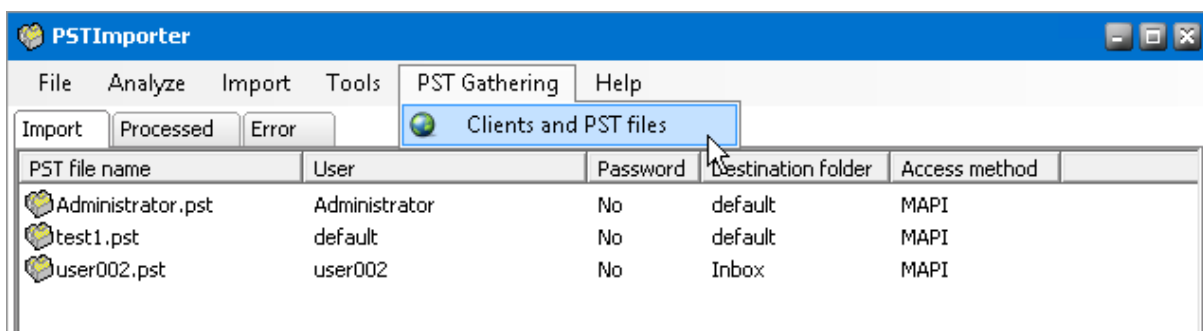 PSTImporter
File Analyze Import Tools PST Gathering Help
Import Processed Error Clients and PST files
PST file name User Password Destination folder Access method
Administrator.pst Administrator No default MAPI
test1.pst default No default MAPI
user002.pst user002 No Inbox MAPI